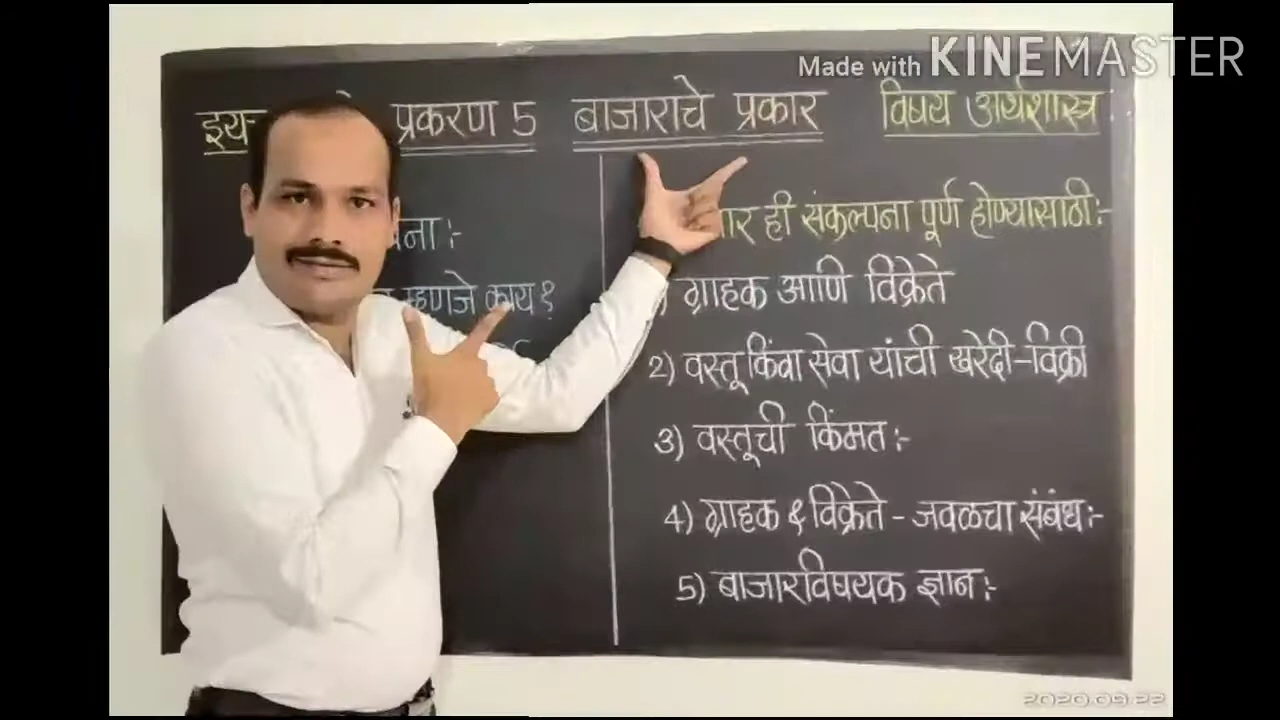 Made with KINEMASTER
प्रकरण 5 बाजाराचे प्रकार विषय अर्थशास्त्र
म्हणजे काय ?
ही संकल्पना पूर्ण होण्यासाठी :-
ग्राहक आणि विक्रेते
2) वस्तू किंवा सेवा यांची खरेदी-विक्री
3) वस्तूची किंमत :-
4) ग्राहक & विक्रेते - जवळचा संबंध :-
5) बाजारविषयक ज्ञान :-
2020.09.22